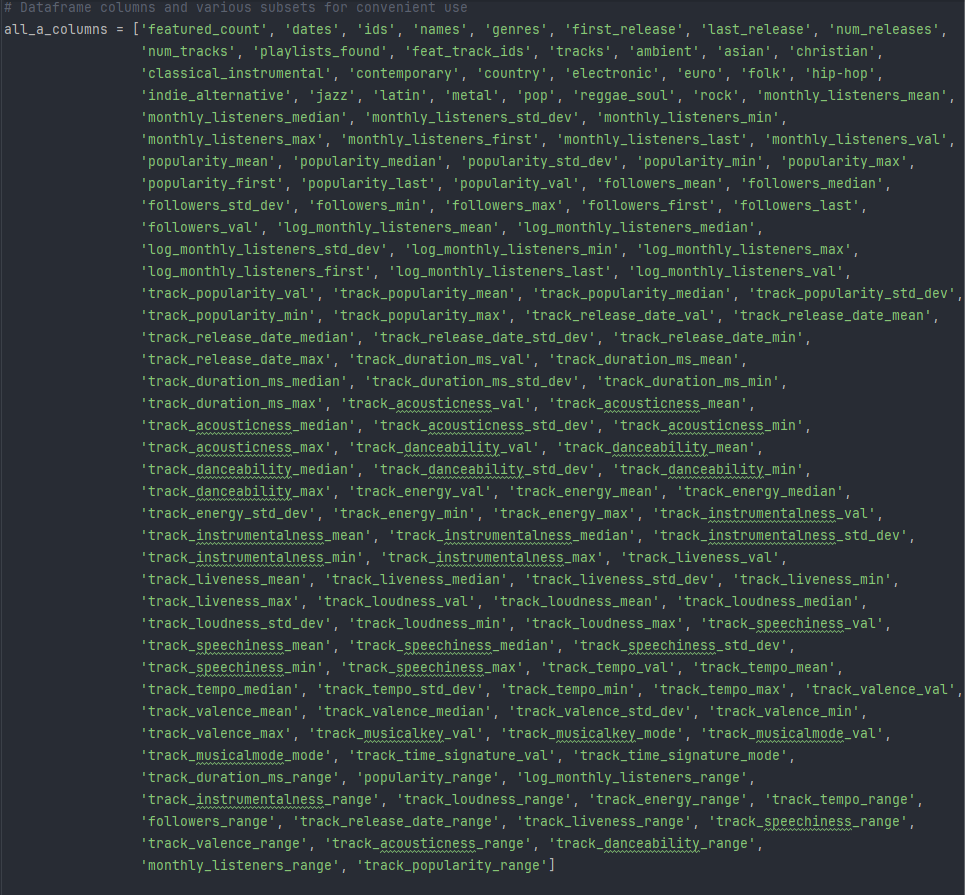 # Dataframe columns and various subsets for convenient use
all_a_columns = ['featured_count', 'dates', 'ids', 'names', 'genres', 'first_release', 'last_release', 'num_releases',
'num_tracks', 'playlists_found', 'feat_track_ids', 'tracks', 'ambient', 'asian', 'christian',
'classical_instrumental', 'contemporary', 'country', 'electronic', 'euro', 'folk', 'hip-hop',
'indie_alternative', 'jazz', 'latin', 'metal', 'pop', 'reggae_soul', 'rock', 'monthly_listeners_mean',
'monthly_listeners_median', 'monthly_listeners_std_dev', 'monthly_listeners_min',
'monthly_listeners_max', 'monthly_listeners_first', 'monthly_listeners_last', 'monthly_listeners_val',
'popularity_mean', 'popularity_median', 'popularity_std_dev', 'popularity_min', 'popularity_max',
'popularity_first', 'popularity_last', 'popularity_val', 'followers_mean', 'followers_median',
'followers_std_dev', 'followers_min', 'followers_max', 'followers_first', 'followers_last',
'followers_val', 'log_monthly_listeners_mean', 'log_monthly_listeners_median',
'log_monthly_listeners_std_dev', 'log_monthly_listeners_min', 'log_monthly_listeners_max',
'log_monthly_listeners_first', 'log_monthly_listeners_last', 'log_monthly_listeners_val',
'track_popularity_val', 'track_popularity_mean', 'track_popularity_median', 'track_popularity_std_dev',
'track_popularity_min', 'track_popularity_max', 'track_release_date_val', 'track_release_date_mean',
'track_release_date_median', 'track_release_date_std_dev', 'track_release_date_min',
'track_release_date_max', 'track_duration_ms_val', 'track_duration_ms_mean',
'track_duration_ms_median', 'track_duration_ms_std_dev', 'track_duration_ms_min',
'track_duration_ms_max', 'track_acousticness_val', 'track_acousticness_mean',
'track_acousticness_median', 'track_acousticness_std_dev', 'track_acousticness_min',
'track_acousticness_max', 'track_danceability_val', 'track_danceability_mean',
'track_danceability_median', 'track_danceability_std_dev', 'track_danceability_min',
'track_danceability_max', 'track_energy_val', 'track_energy_mean', 'track_energy_median',
'track_energy_std_dev', 'track_energy_min', 'track_energy_max', 'track_instrumentalness_val',
'track_instrumentalness_mean', 'track_instrumentalness_median', 'track_instrumentalness_std_dev',
'track_instrumentalness_min', 'track_instrumentalness_max', 'track_liveness_val',
'track_liveness_mean', 'track_liveness_median', 'track_liveness_std_dev', 'track_liveness_min',
'track_liveness_max', 'track_loudness_val', 'track_loudness_mean', 'track_loudness_median',
'track_loudness_std_dev', 'track_loudness_min', 'track_loudness_max', 'track_speechiness_val',
'track_speechiness_mean', 'track_speechiness_median', 'track_speechiness_std_dev',
'track_speechiness_min', 'track_speechiness_max', 'track_tempo_val', 'track_tempo_mean',
'track_tempo_median', 'track_tempo_std_dev', 'track_tempo_min', 'track_tempo_max', 'track_valence_val',
'track_valence_mean', 'track_valence_median', 'track_valence_std_dev', 'track_valence_min',
'track_valence_max', 'track_musicalkey_val', 'track_musicalkey_mode', 'track_musicalmode_val',
'track_musicalmode_mode', 'track_time_signature_val', 'track_time_signature_mode',
'track_duration_ms_range', 'popularity_range', 'log_monthly_listeners_range',
'track_instrumentalness_range', 'track_loudness_range', 'track_energy_range', 'track_tempo_range',
'followers_range', 'track_release_date_range', 'track_liveness_range', 'track_speechiness_range',
'track_valence_range', 'track_acousticness_range', 'track_danceability_range',
'monthly_listeners_range', 'track_popularity_range']